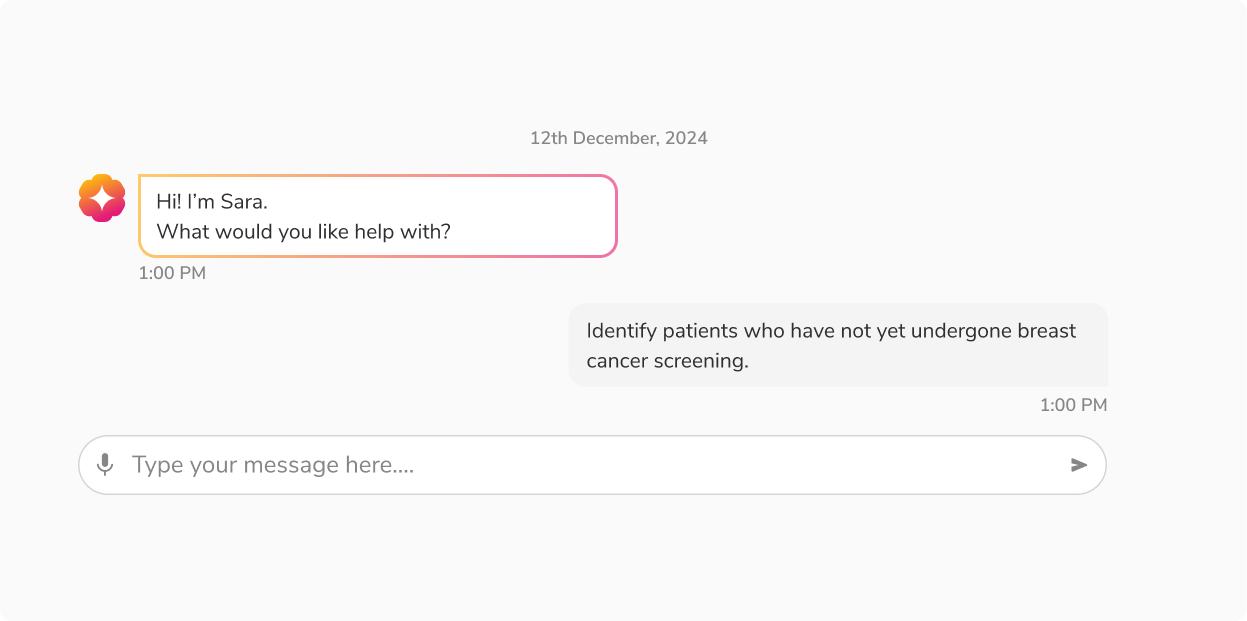 12th December, 2024
Hi! I’m Sara.
What would you like help with?
1:00 PM
Identify patients who have not yet undergone breast
cancer screening.
1:00 PM
Type your message here....